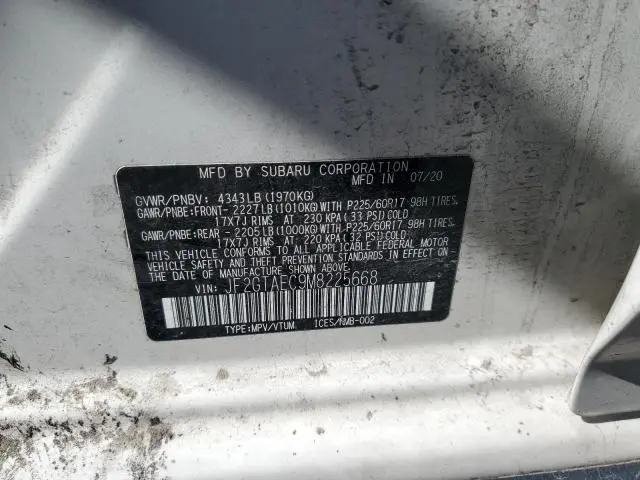 MFD BY SUBARU CORPORATION IN 07/20
GVWR/PNBV: 4343LB (1970KG)
GAWR/PNBE:FRONT- 2227LB(1010KG)WITH P225/60R17 98H TIRES,
17X7J RIMS AT 230 KPA(33 PSI)COLD
GAWR/PNBE:REAR - 2205LB(1000KG)WITH P225/60R17 98H TIRES,
17X7J RIMS AT 220 KPA(32 PSI)COLD
THIS VEHICLE CONFORMS TO ALL APPLICABLE FEDERAL MOTOR
VEHICLE SAFETY AND THEFT PREVENTION STANDARDS IN EFFECT ON
THE DATE OF MANUFACTURE SHOWN ABOVE.
VIN: JF2GTAEC9M8225668
TYPE:MPV/VTUM ICES/NMB-002